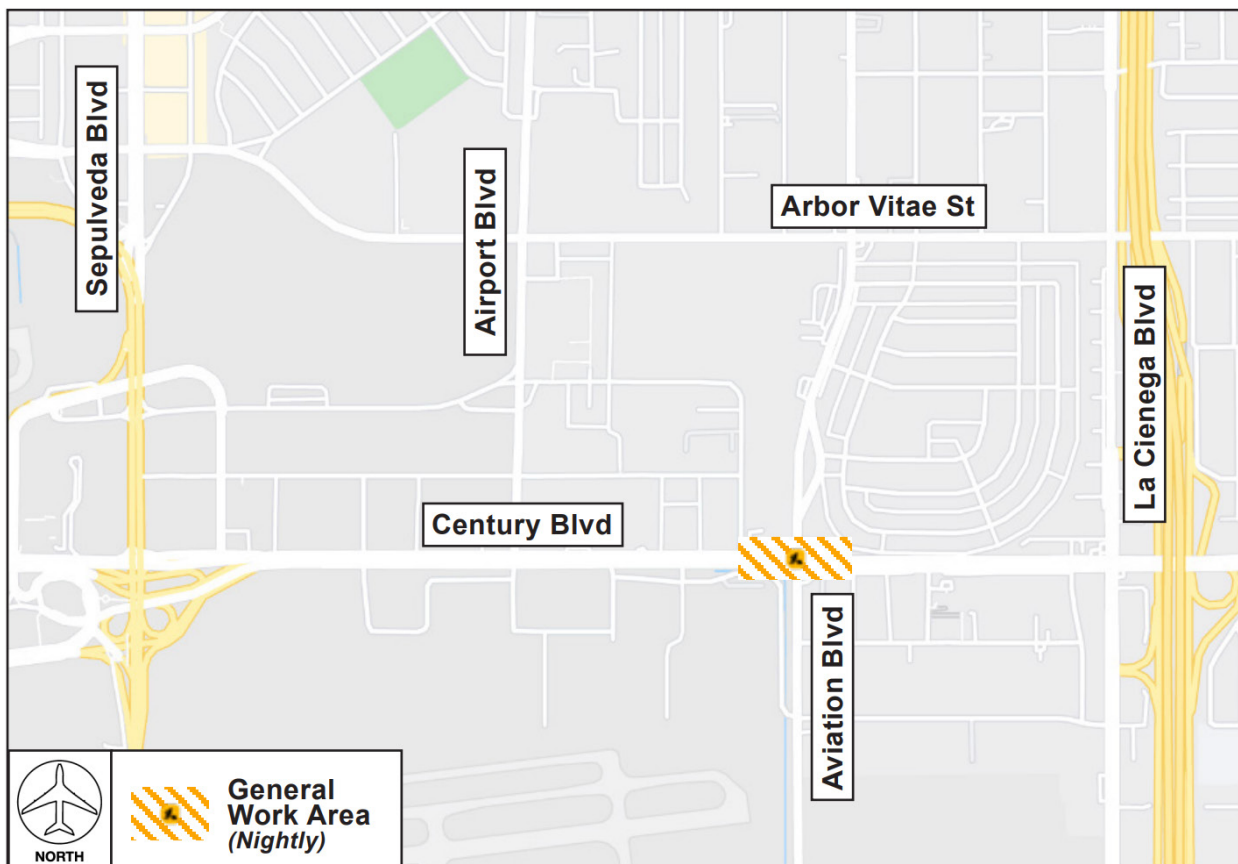 Sepulveda Blvd
Airport Blvd
Arbor Vitae St
La Cienega Blvd
Century Blvd
Aviation Blvd
NORTH
General
Work Area
(Nightly)